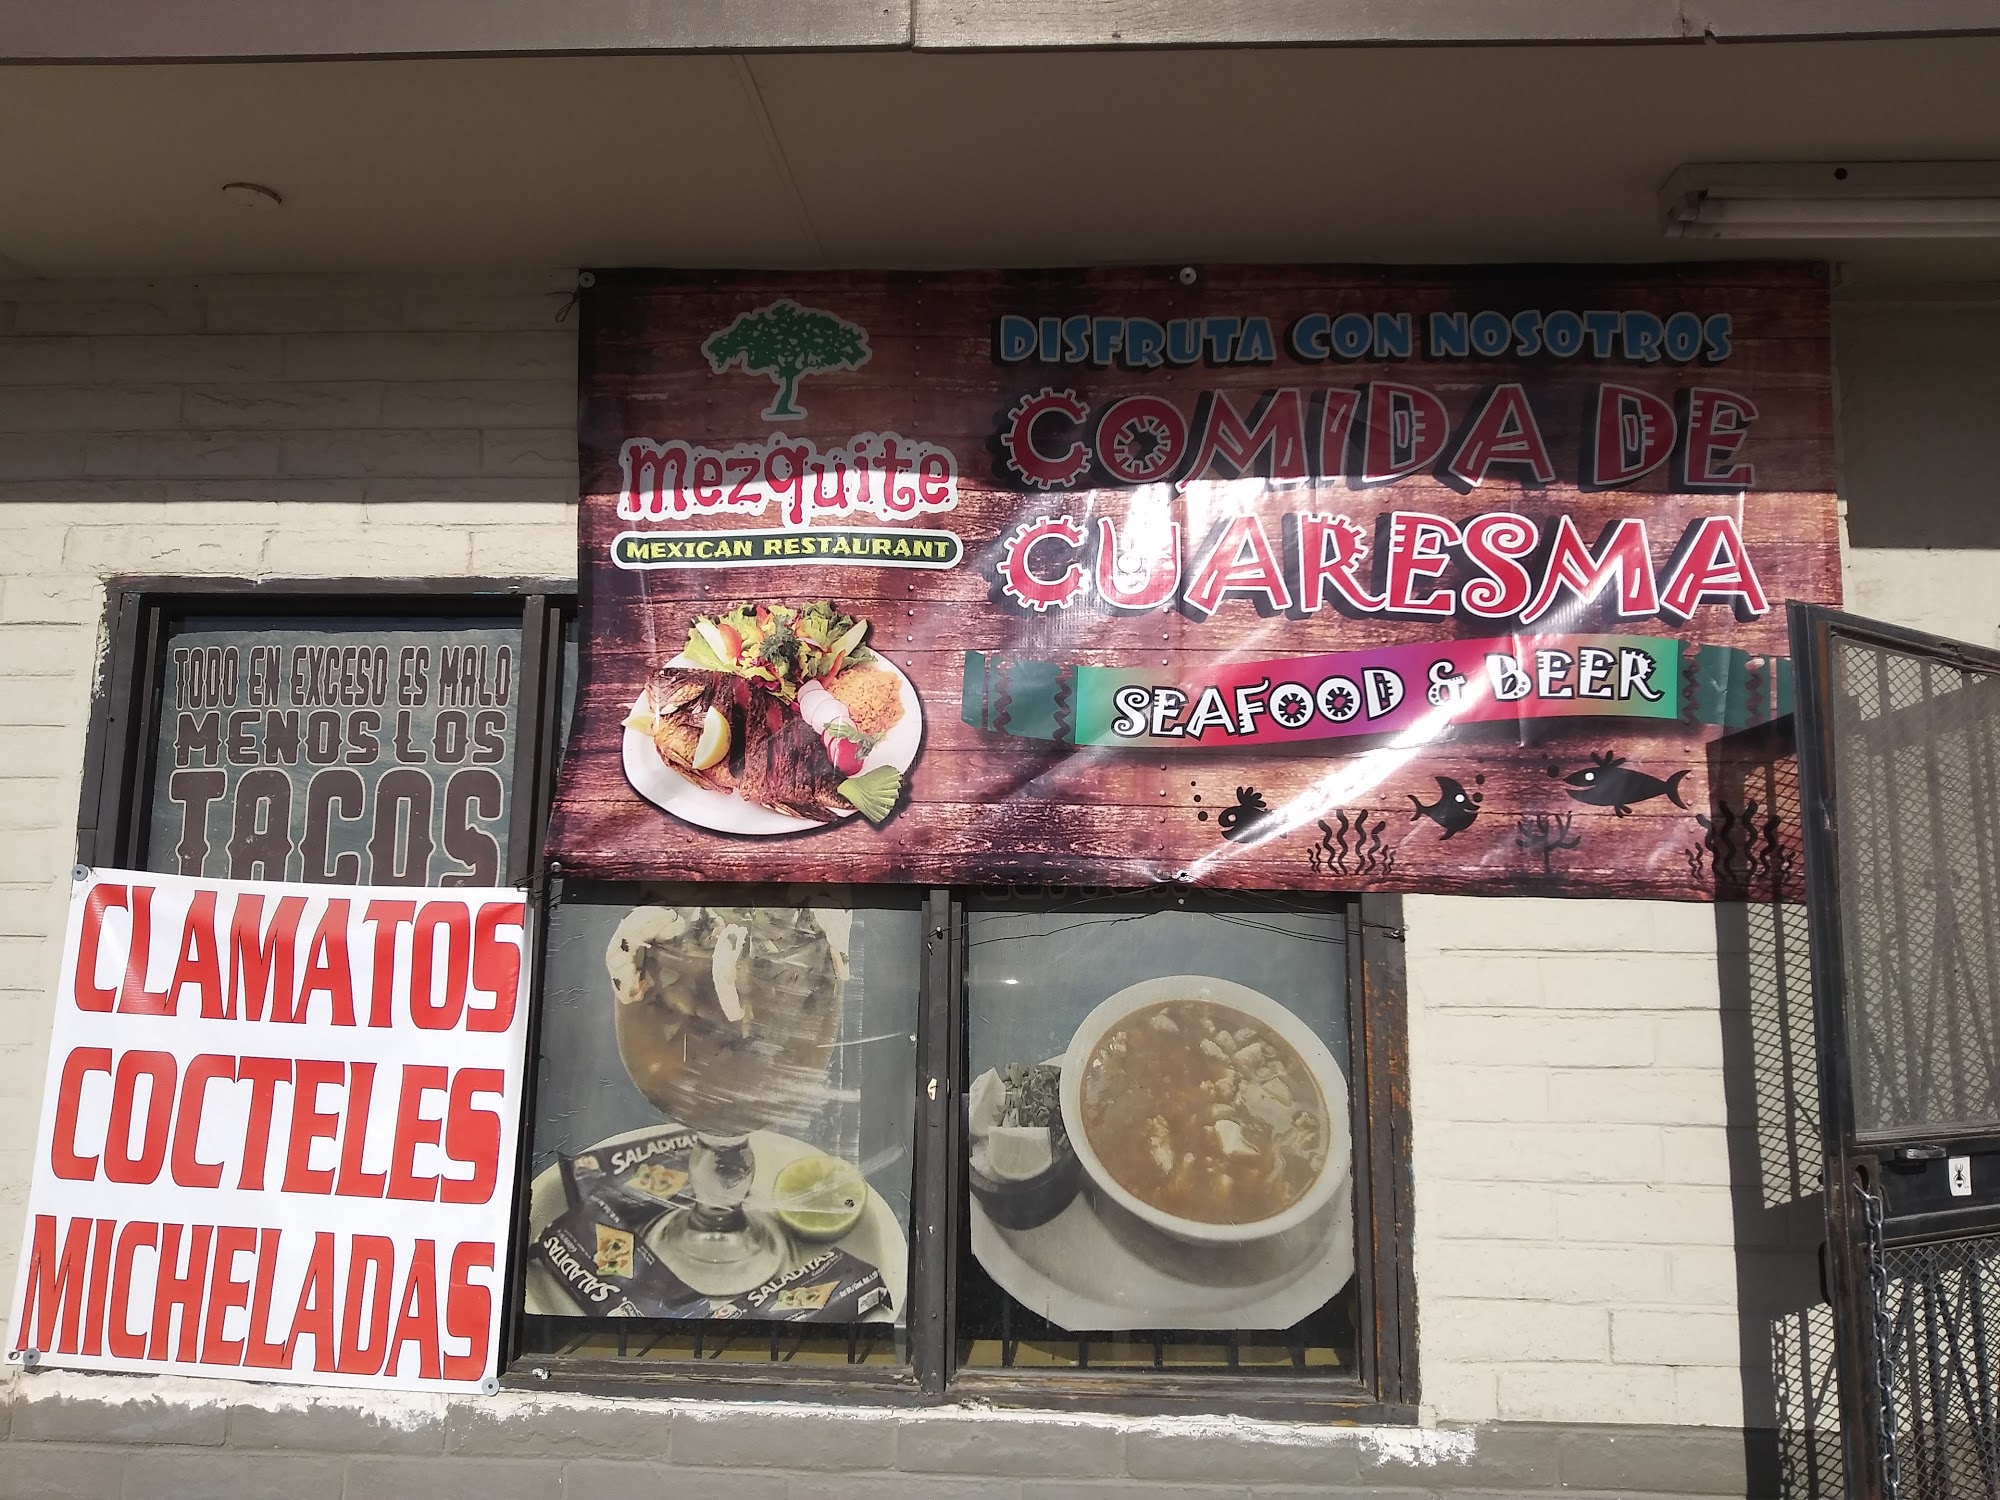 mezquite
MEXICAN RESTAURANT
DISFRUTA CON NOSOTROS
COMIDA DE
CUARESMA
SEAFOOD & BEER
TODO EN EXCESO ES MALO
MENOS LOS
TACOS
CLAMATOS
COCTELES
MICHELADAS
SALADITAS
SALADITAS
SALADITAS